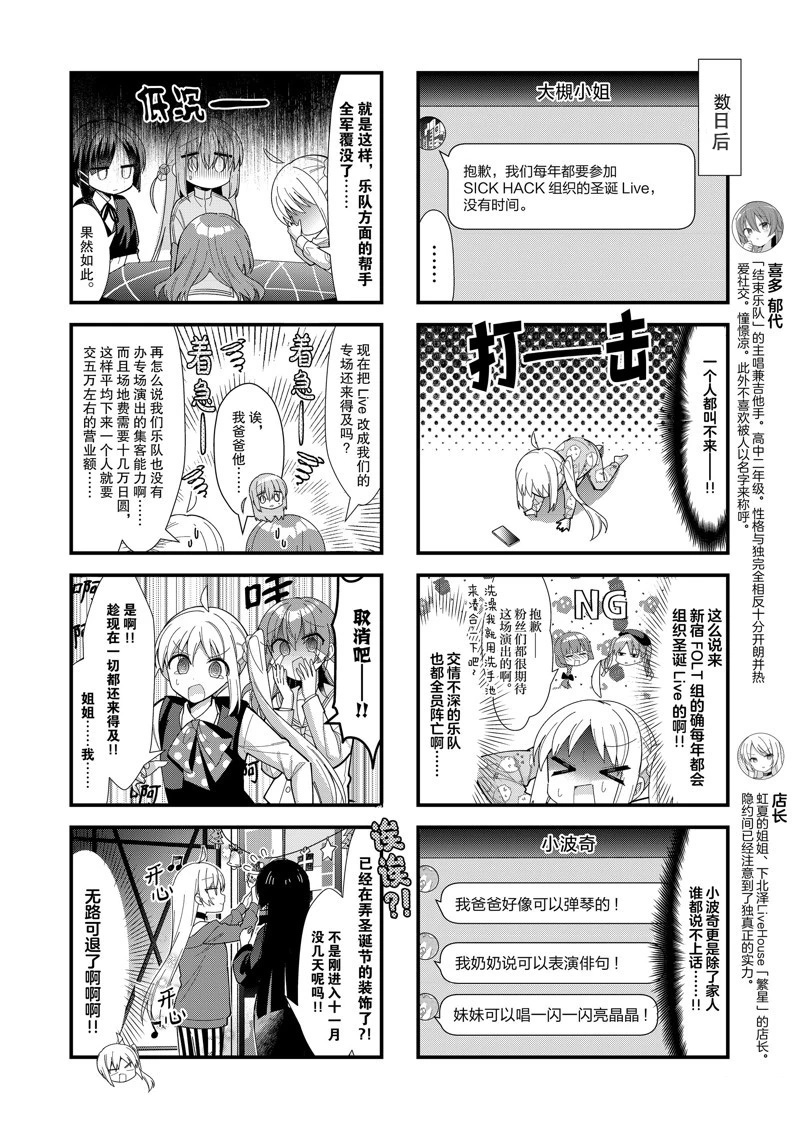 数日后
大槻小姐
抱歉，我们每年都要参加
SICK HACK 组织的圣诞 Live，
没有时间。
……
一个人都叫不来——!!
打——击
这么说来
新宿 FOLT 组的确每年都会
组织圣诞 Live 的啊!!
NG
抱歉——
粉丝们都很期待
这场演出的啊。
洗澡我就用洗手池
来凑合一下吧~
交情不深的乐队
也都全员阵亡啊……
小波奇更是除了家人
谁都说不上话……!!
小波奇
我爸爸好像可以弹琴的！
我奶奶说可以表演俳句！
妹妹可以唱一闪一闪亮晶晶！
就是这样，乐队方面的帮手
全军覆没了……
低沉——
果然如此。
现在把 Live 改成我们的
专场还来得及吗？
着急——
着急——
诶，
我爸爸他……
再怎么说我们乐队也没有
办专场演出的集客能力啊……
而且场地费需要十几万日圆，
这样平均下来一个人就要
交五万左右的营业额……
取消吧——!!
哇
啊
啊
啊
啊
是啊!!
趁现在一切都还来得及!!
姐姐……我……
诶诶?!
已经在弄圣诞节的装饰了?!
不是刚进入十一月
没几天呢吗!!
开心
开心
无路可退了啊啊啊!!
喜多 郁代
「结束乐队」的主唱兼吉他手。高中二年级。性格与独完全相反十分开朗并热
爱社交。憧憬凉。此外不喜欢被人以名字来称呼。
店长
虹夏的姐姐、下北泽LiveHouse「繁星」的店长。
隐约间已经注意到了独真正的实力。